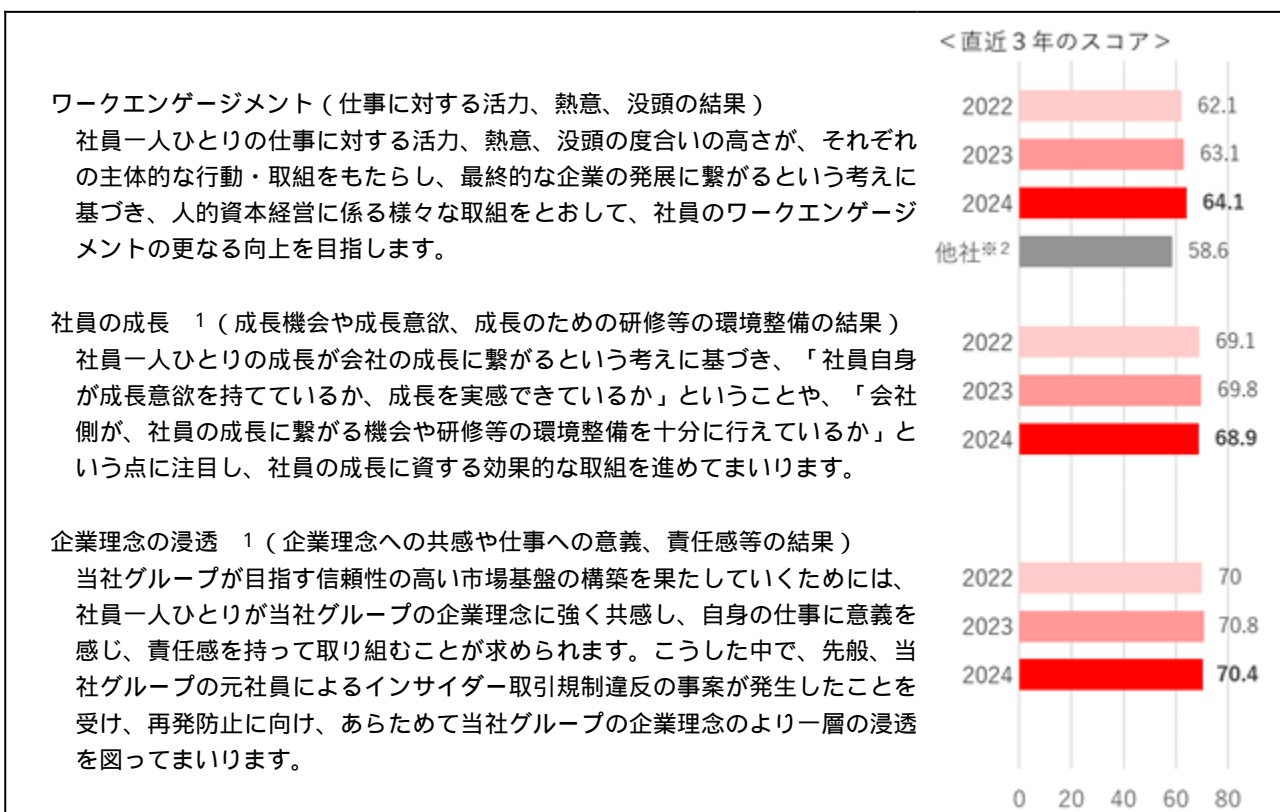 ＜直近３年のスコア＞
ワークエンゲージメント（仕事に対する活力、熱意、没頭の結果）
社員一人ひとりの仕事に対する活力、熱意、没頭の度合いの高さが、それぞれ
の主体的な行動・取組をもたらし、最終的な企業の発展に繋がるという考えに
基づき、人的資本経営に係る様々な取組をとおして、社員のワークエンゲージ
メントの更なる向上を目指します。
2022 62.1
2023 63.1
2024 64.1
他社※2 58.6
社員の成長　1（成長機会や成長意欲、成長のための研修等の環境整備の結果）
社員一人ひとりの成長が会社の成長に繋がるという考えに基づき、「社員自身
が成長意欲を持てているか、成長を実感できているか」ということや、「会社
側が、社員の成長に繋がる機会や研修等の環境整備を十分に行えているか」と
いう点に注目し、社員の成長に資する効果的な取組を進めてまいります。
2022 69.1
2023 69.8
2024 68.9
企業理念の浸透　1（企業理念への共感や仕事への意義、責任感等の結果）
当社グループが目指す信頼性の高い市場基盤の構築を果たしていくためには、
社員一人ひとりが当社グループの企業理念に強く共感し、自身の仕事に意義を
感じ、責任感を持って取り組むことが求められます。こうした中で、先般、当
社グループの元社員によるインサイダー取引規制違反の事案が発生したことを
受け、再発防止に向け、あらためて当社グループの企業理念のより一層の浸透
を図ってまいります。
2022 70
2023 70.8
2024 70.4
0 20 40 60 80